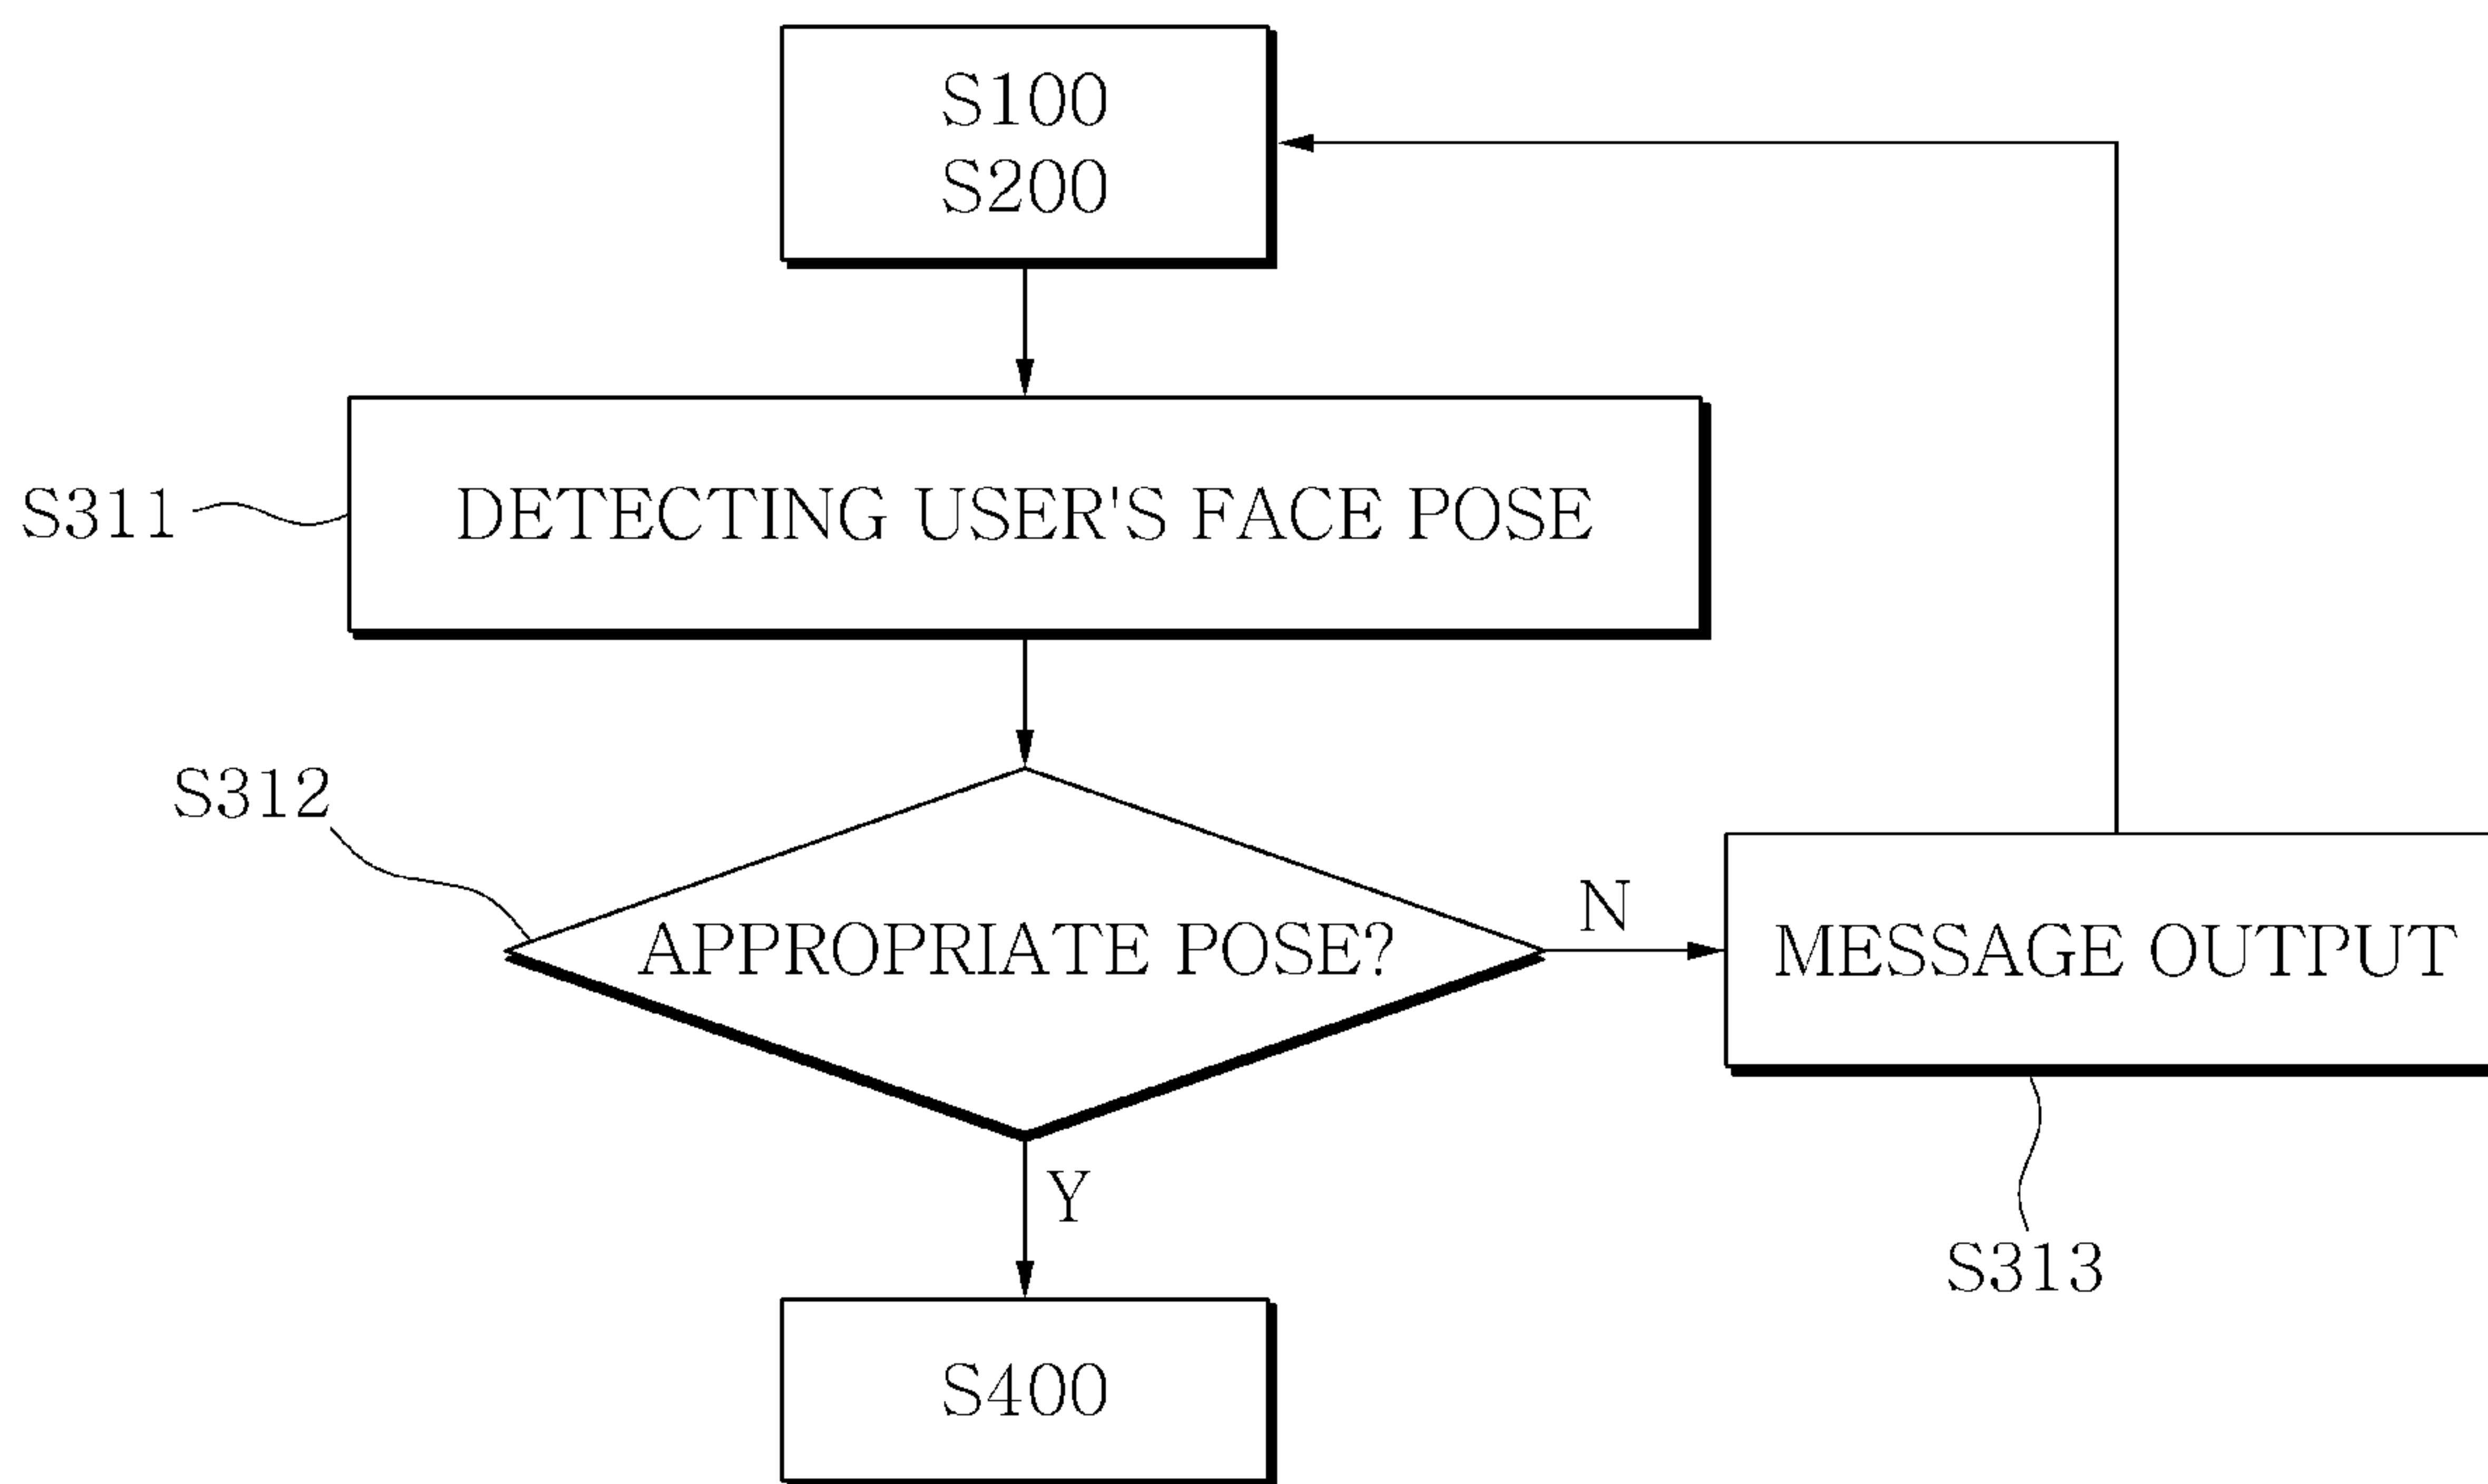 S100
S200
S311
DETECTING USER'S FACE POSE
S312
APPROPRIATE POSE?
N
MESSAGE OUTPUT
Y
S313
S400